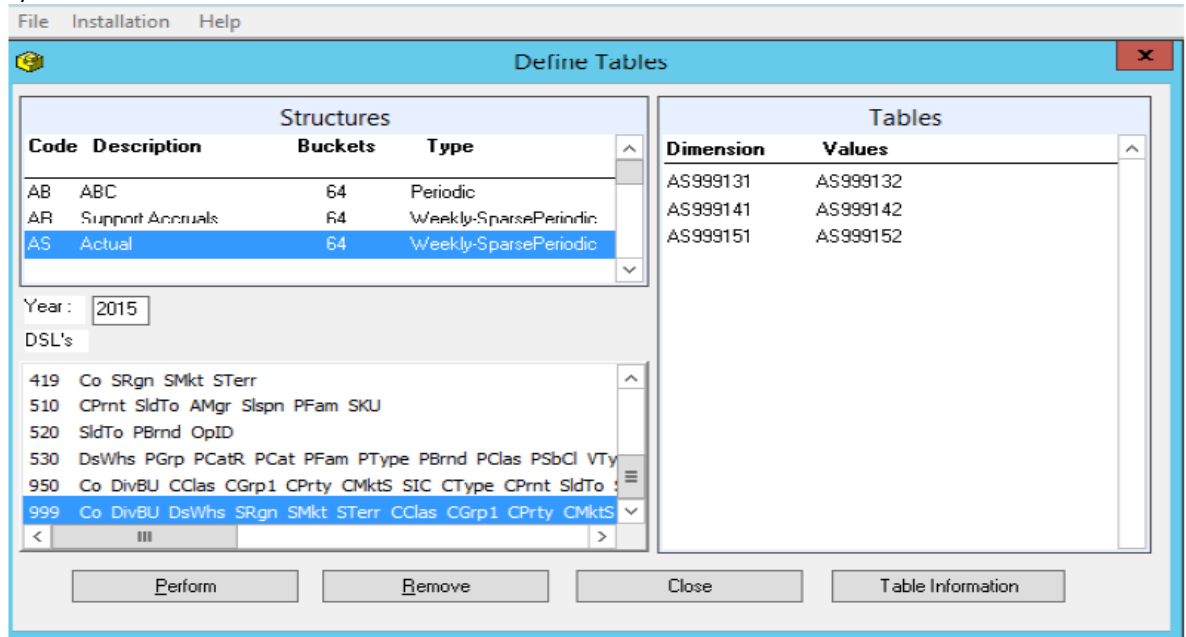 File Installation Help
Define Tables
Structures
Code Description Buckets Type
AB ABC 64 Periodic
AR Support Accruals 64 Weekly-SparsePeriodic
AS Actual 64 Weekly-SparsePeriodic
Year: 2015
DSL's
419 Co SRgn SMkt STerr
510 CPrnt SldTo AMgr Slspn PFam SKU
520 SldTo PBrnd OpID
530 DsWhs PGrp PCatR PCat PFam PType PBrnd PClas PSbCl VTy
950 Co DivBU CClas CGrp1 CPrty CMktS SIC CType CPrnt SldTo
999 Co DivBU DsWhs SRgn SMkt STerr CClas CGrp1 CPrty CMktS
Tables
Dimension Values
AS999131 AS999132
AS999141 AS999142
AS999151 AS999152
Perform Remove Close Table Information